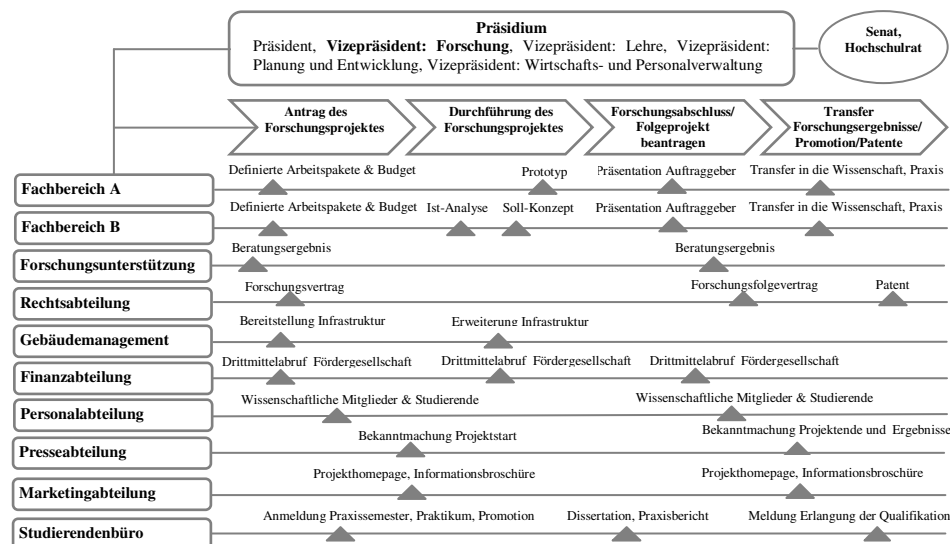 Präsidium
Präsident, Vizepräsident: Forschung, Vizepräsident: Lehre, Vizepräsident:
Planung und Entwicklung, Vizepräsident: Wirtschafts- und Personalverwaltung
Senat,
Hochschulrat
Antrag des
Forschungsprojektes
Durchführung des
Forschungsprojektes
Forschungsabschluss/
Folgeprojekt
beantragen
Transfer
Forschungsergebnisse/
Promotion/Patente
Fachbereich A
Definierte Arbeitspakete & Budget
Prototyp
Präsentation Auftraggeber
Transfer in die Wissenschaft, Praxis
Fachbereich B
Definierte Arbeitspakete & Budget
Ist-Analyse
Soll-Konzept
Präsentation Auftraggeber
Transfer in die Wissenschaft, Praxis
Forschungsunterstützung
Beratungsergebnis
Beratungsergebnis
Rechtsabteilung
Forschungsvertrag
Forschungsfolgevertrag
Patent
Gebäudemanagement
Bereitstellung Infrastruktur
Erweiterung Infrastruktur
Finanzabteilung
Drittmittelabruf Fördergesellschaft
Drittmittelabruf Fördergesellschaft
Drittmittelabruf Fördergesellschaft
Personalabteilung
Wissenschaftliche Mitglieder & Studierende
Wissenschaftliche Mitglieder & Studierende
Presseabteilung
Bekanntmachung Projektstart
Bekanntmachung Projektende und Ergebnisse
Marketingabteilung
Projekthomepage, Informationsbroschüre
Projekthomepage, Informationsbroschüre
Studierendenbüro
Anmeldung Praxissemester, Praktikum, Promotion
Dissertation, Praxisbericht
Meldung Erlangung der Qualifikation